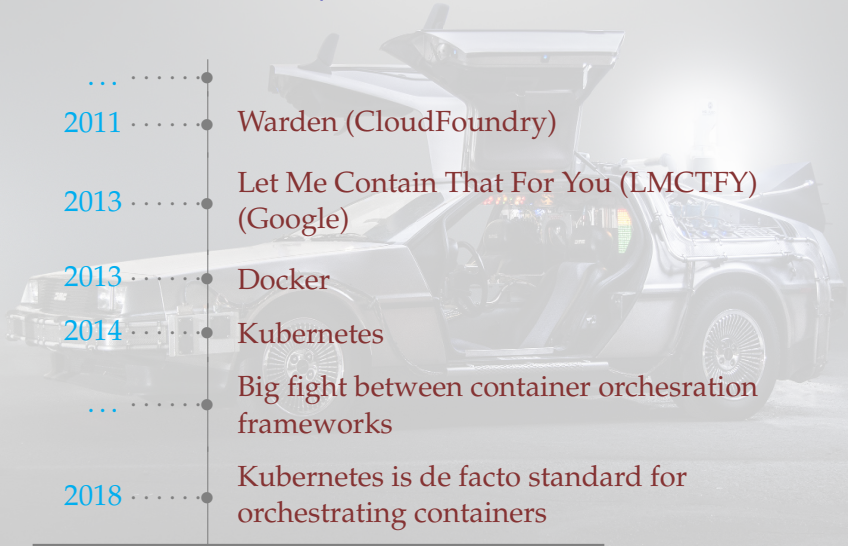 ...
2011 Warden (CloudFoundry)
2013 Let Me Contain That For You (LMCTFY)
(Google)
2013 Docker
2014 Kubernetes
... Big fight between container orchesration
frameworks
2018 Kubernetes is de facto standard for
orchestrating containers